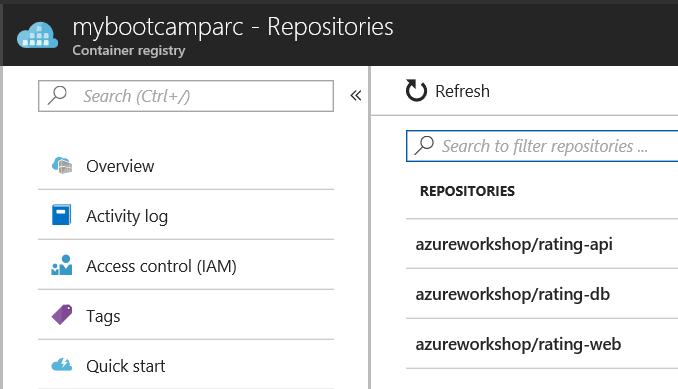 mybootcamparc - Repositories
Container registry
Search (Ctrl+/)
«
Overview
Activity log
Access control (IAM)
Tags
Quick start
Refresh
Search to filter repositories ...
REPOSITORIES
azureworkshop/rating-api
azureworkshop/rating-db
azureworkshop/rating-web